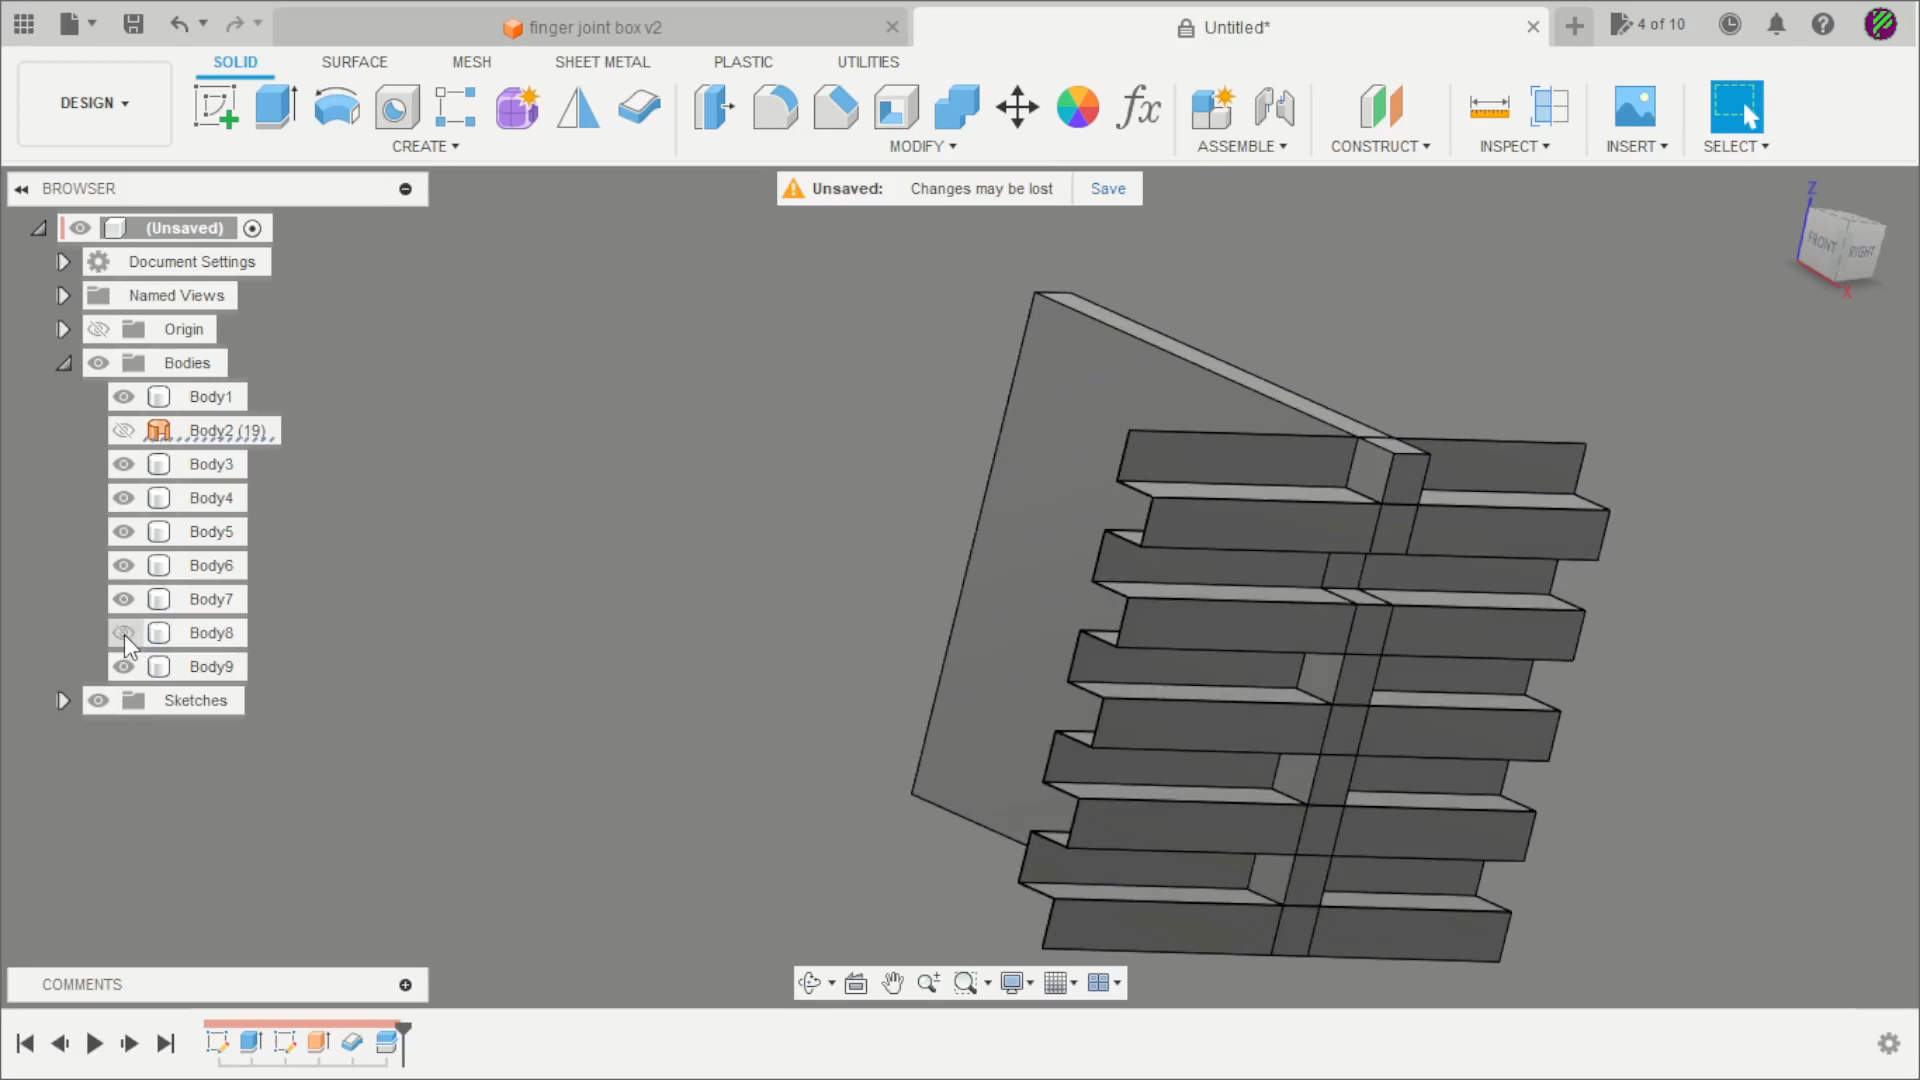 finger joint box v2
Untitled*
4 of 10
DESIGN
SOLID
SURFACE
MESH
SHEET METAL
PLASTIC
UTILITIES
fx
CREATE
MODIFY
ASSEMBLE
CONSTRUCT
INSPECT
INSERT
SELECT
BROWSER
Unsaved: Changes may be lost
Save
(Unsaved)
Document Settings
Named Views
Origin
Bodies
Body1
Body2 (19)
Body3
Body4
Body5
Body6
Body7
Body8
Body9
Sketches
Z
FRONT
RIGHT
X
COMMENTS